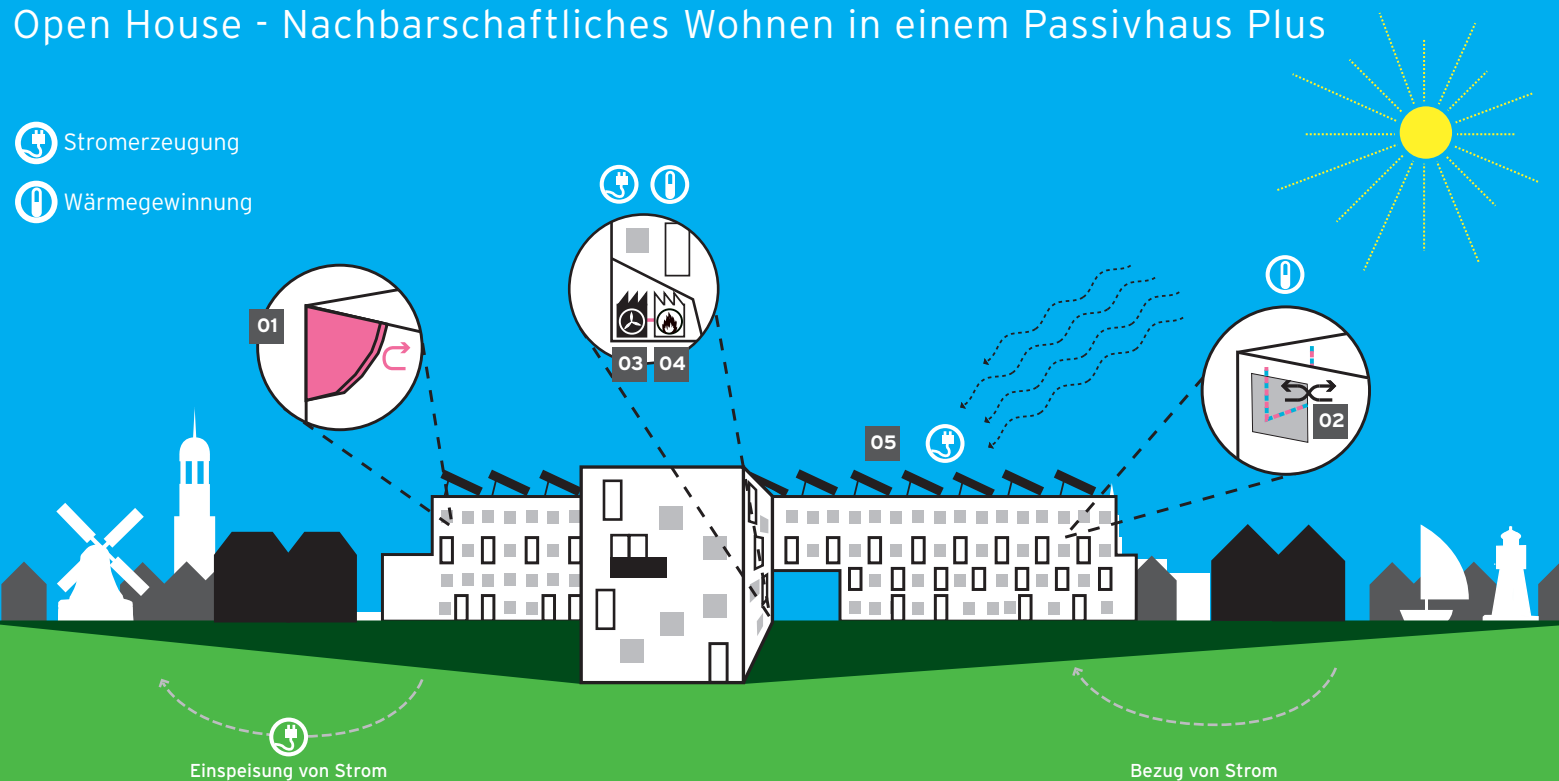 Open House - Nachbarschaftliches Wohnen in einem Passivhaus Plus
Stromerzeugung
Wärmegewinnung
01
03 04
05
02
Einspeisung von Strom
Bezug von Strom